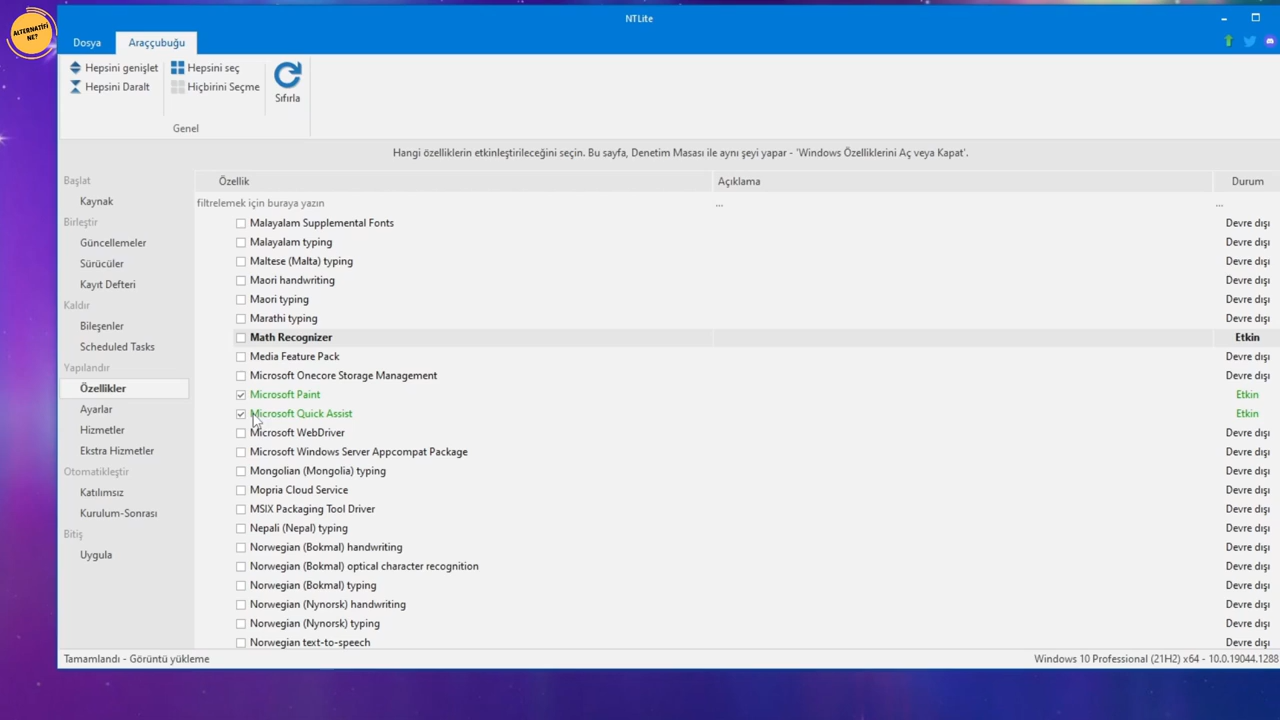 ALTERNATİFİ
NE?
NTLite
Dosya
Araççubuğu
Hepsini genişlet
Hepsini seç
Hepsini Daralt
Hiçbirini Seçme
Sıfırla
Genel
Hangi özelliklerin etkinleştirileceğini seçin. Bu sayfa, Denetim Masası ile aynı şeyi yapar - 'Windows Özelliklerini Aç veya Kapat'.
Başlat
Kaynak
Birleştir
Güncellemeler
Sürücüler
Kayıt Defteri
Kaldır
Bileşenler
Scheduled Tasks
Yapılandır
Özellikler
Ayarlar
Hizmetler
Ekstra Hizmetler
Otomatikleştir
Katılımsız
Kurulum-Sonrası
Bitiş
Uygula
Özellik Açıklama Durum
filtrelemek için buraya yazın ... ...
Malayalam Supplemental Fonts Devre dışı
Malayalam typing Devre dışı
Maltese (Malta) typing Devre dışı
Maori handwriting Devre dışı
Maori typing Devre dışı
Marathi typing Devre dışı
Math Recognizer Etkin
Media Feature Pack Devre dışı
Microsoft Onecore Storage Management Devre dışı
Microsoft Paint Etkin
Microsoft Quick Assist Etkin
Microsoft WebDriver Devre dışı
Microsoft Windows Server Appcompat Package Devre dışı
Mongolian (Mongolia) typing Devre dışı
Mopria Cloud Service Devre dışı
MSIX Packaging Tool Driver Devre dışı
Nepali (Nepal) typing Devre dışı
Norwegian (Bokmal) handwriting Devre dışı
Norwegian (Bokmal) optical character recognition Devre dışı
Norwegian (Bokmal) typing Devre dışı
Norwegian (Nynorsk) handwriting Devre dışı
Norwegian (Nynorsk) typing Devre dışı
Norwegian text-to-speech Devre dışı
Tamamlandı - Görüntü yükleme
Windows 10 Professional (21H2) x64 - 10.0.19044.1288